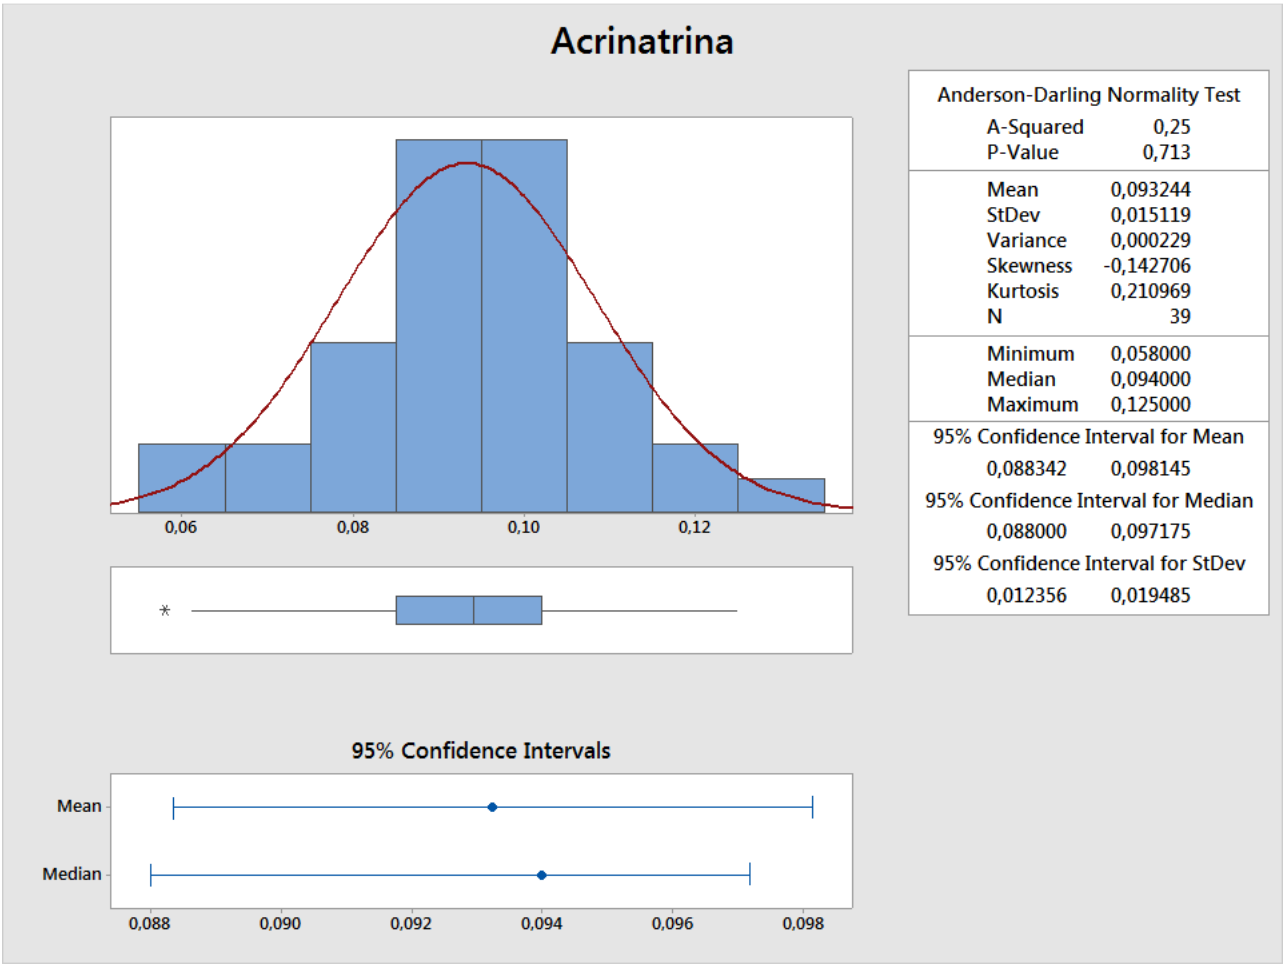 Acrinatrina
0,06 0,08 0,10 0,12
*
95% Confidence Intervals
Mean
Median
0,088 0,090 0,092 0,094 0,096 0,098
Anderson-Darling Normality Test
A-Squared 0,25
P-Value 0,713
Mean 0,093244
StDev 0,015119
Variance 0,000229
Skewness -0,142706
Kurtosis 0,210969
N 39
Minimum 0,058000
Median 0,094000
Maximum 0,125000
95% Confidence Interval for Mean
0,088342 0,098145
95% Confidence Interval for Median
0,088000 0,097175
95% Confidence Interval for StDev
0,012356 0,019485